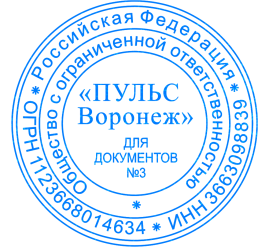 * Российская Федерация *
ОГРН 1123668014634 * ИНН 3663098839
Общество с ограниченной ответственностью
«ПУЛЬС
Воронеж»
ДЛЯ
ДОКУМЕНТОВ
№3
*